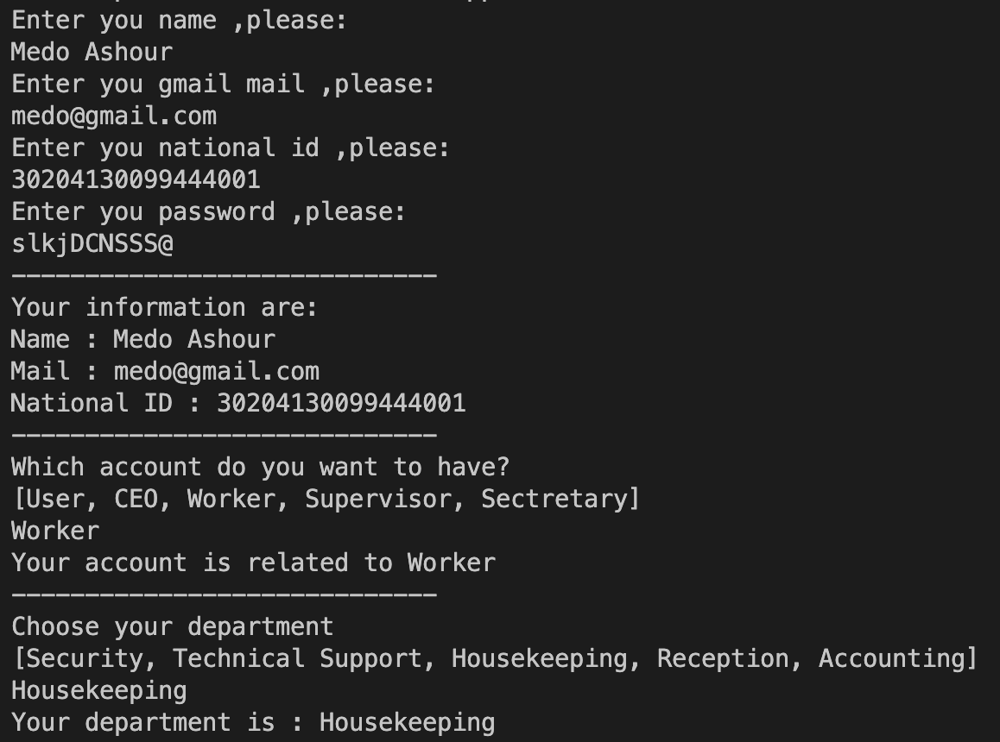 Enter you name ,please:
Medo Ashour
Enter you gmail mail ,please:
medo@gmail.com
Enter you national id ,please:
30204130099444001
Enter you password ,please:
slkjDCNSSS@
-----------------------------
Your information are:
Name : Medo Ashour
Mail : medo@gmail.com
National ID : 30204130099444001
-----------------------------
Which account do you want to have?
[User, CEO, Worker, Supervisor, Sectretary]
Worker
Your account is related to Worker
-----------------------------
Choose your department
[Security, Technical Support, Housekeeping, Reception, Accounting]
Housekeeping
Your department is : Housekeeping